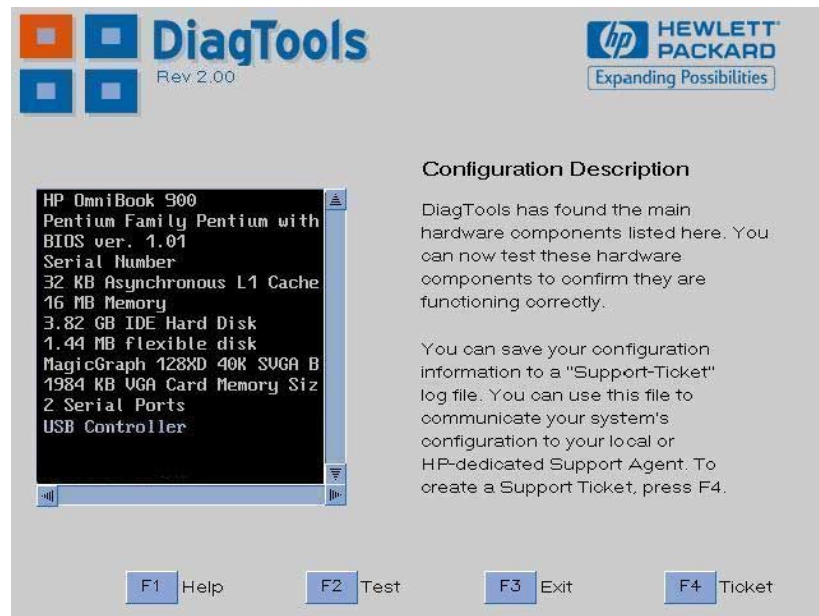 DiagTools
Rev 2.00
hp HEWLETT
PACKARD
Expanding Possibilities
HP OmniBook 900
Pentium Family Pentium with
BIOS ver. 1.01
Serial Number
32 KB Asynchronous L1 Cache
16 MB Memory
3.82 GB IDE Hard Disk
1.44 MB flexible disk
MagicGraph 128XD 40K SVGA B
1984 KB VGA Card Memory Siz
2 Serial Ports
USB Controller
Configuration Description
DiagTools has found the main
hardware components listed here. You
can now test these hardware
components to confirm they are
functioning correctly.
You can save your configuration
information to a "Support-Ticket"
log file. You can use this file to
communicate your system's
configuration to your local or
HP-dedicated Support Agent. To
create a Support Ticket, press F4.
F1 Help F2 Test F3 Exit F4 Ticket